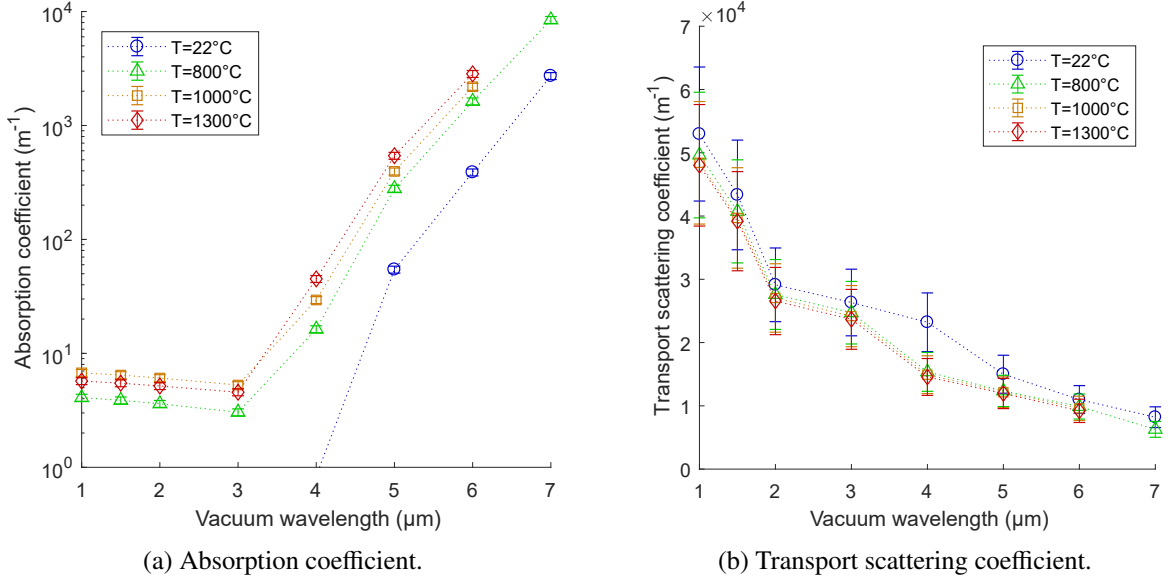 10^4
10^3
10^2
10^1
10^0
Absorption coefficient (m^-1)
T=22°C
T=800°C
T=1000°C
T=1300°C
1 2 3 4 5 6 7
Vacuum wavelength (μm)
(a) Absorption coefficient.
×10^4
7
6
5
4
3
2
1
0
Transport scattering coefficient (m^-1)
T=22°C
T=800°C
T=1000°C
T=1300°C
1 2 3 4 5 6 7
Vacuum wavelength (μm)
(b) Transport scattering coefficient.